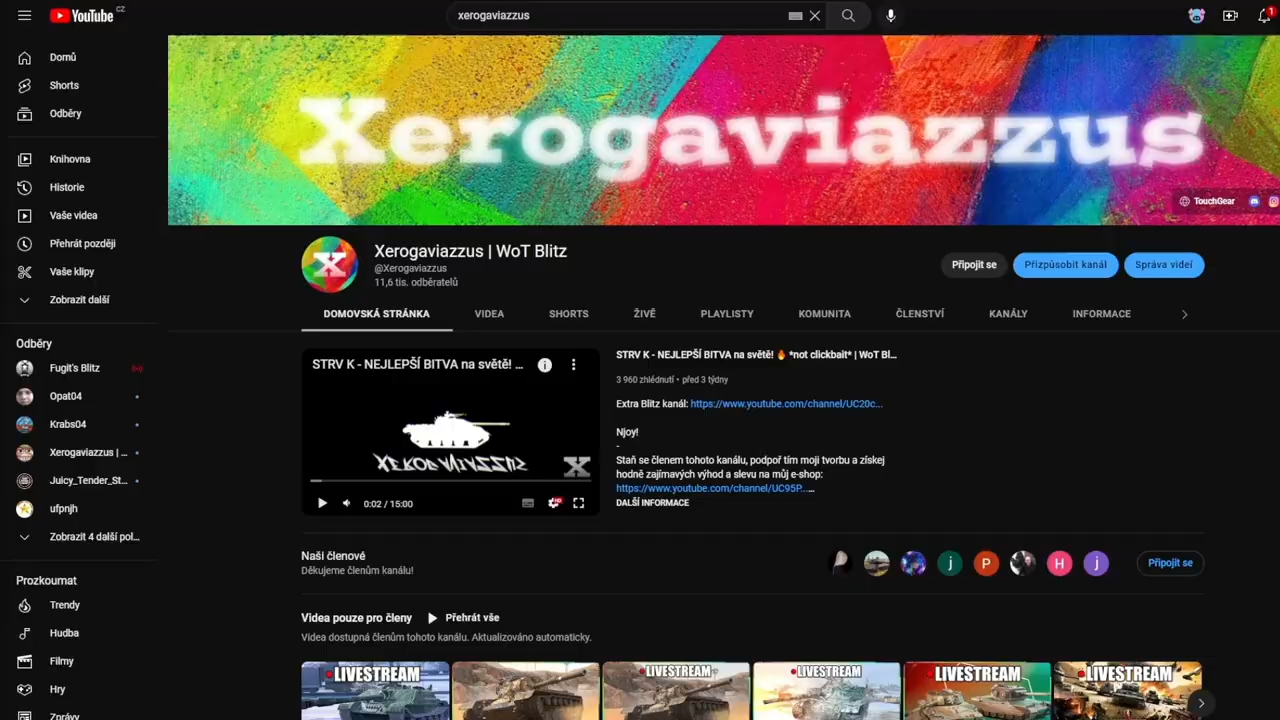 YouTube CZ
xerogaviazzus
1
Domů
Shorts
Odběry
Knihovna
Historie
Vaše videa
Přehrát později
Vaše klipy
Zobrazit další
Odběry
Fugit's Blitz
Opat04
Krabs04
Xerogaviazzus | ...
Juicy_Tender_St...
ufpnjh
Zobrazit 4 další pol...
Prozkoumat
Trendy
Hudba
Filmy
Hry
Zprávy
Xerogaviazzus
TouchGear
X
Xerogaviazzus | WoT Blitz
@Xerogaviazzus
11,6 tis. odběratelů
Připojit se
Přizpůsobit kanál
Správa videí
DOMOVSKÁ STRÁNKA
VIDEA
SHORTS
ŽIVĚ
PLAYLISTY
KOMUNITA
ČLENSTVÍ
KANÁLY
INFORMACE
STRV K - NEJLEPŠÍ BITVA na světě! ...
XEROGAVIAZZUS
X
0:02 / 15:00
HD
STRV K - NEJLEPŠÍ BITVA na světě! 🔥 *not clickbait* | WoT Bl...
3 960 zhlédnutí • před 3 týdny
Extra Blitz kanál: https://www.youtube.com/channel/UC20c...
Njoy!
-
Staň se členem tohoto kanálu, podpoř tím moji tvorbu a získej
hodně zajímavých výhod a slevu na můj e-shop:
https://www.youtube.com/channel/UC95P...
...
DALŠÍ INFORMACE
Naši členové
Děkujeme členům kanálu!
j
P
H
j
Připojit se
Videa pouze pro členy
Přehrát vše
Videa dostupná členům tohoto kanálu. Aktualizováno automaticky.
LIVESTREAM
LIVESTREAM
LIVESTREAM
LIVESTREAM
LIVESTREAM
LIVESTREAM